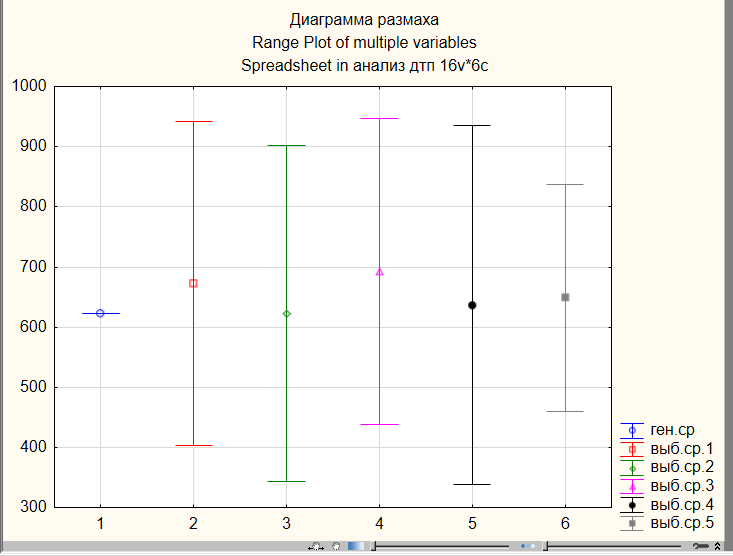 Диаграмма размаха
Range Plot of multiple variables
Spreadsheet in анализ дтп 16v*6c
1000
900
800
700
600
500
400
300
1 2 3 4 5 6
ген.ср
выб.ср.1
выб.ср.2
выб.ср.3
выб.ср.4
выб.ср.5